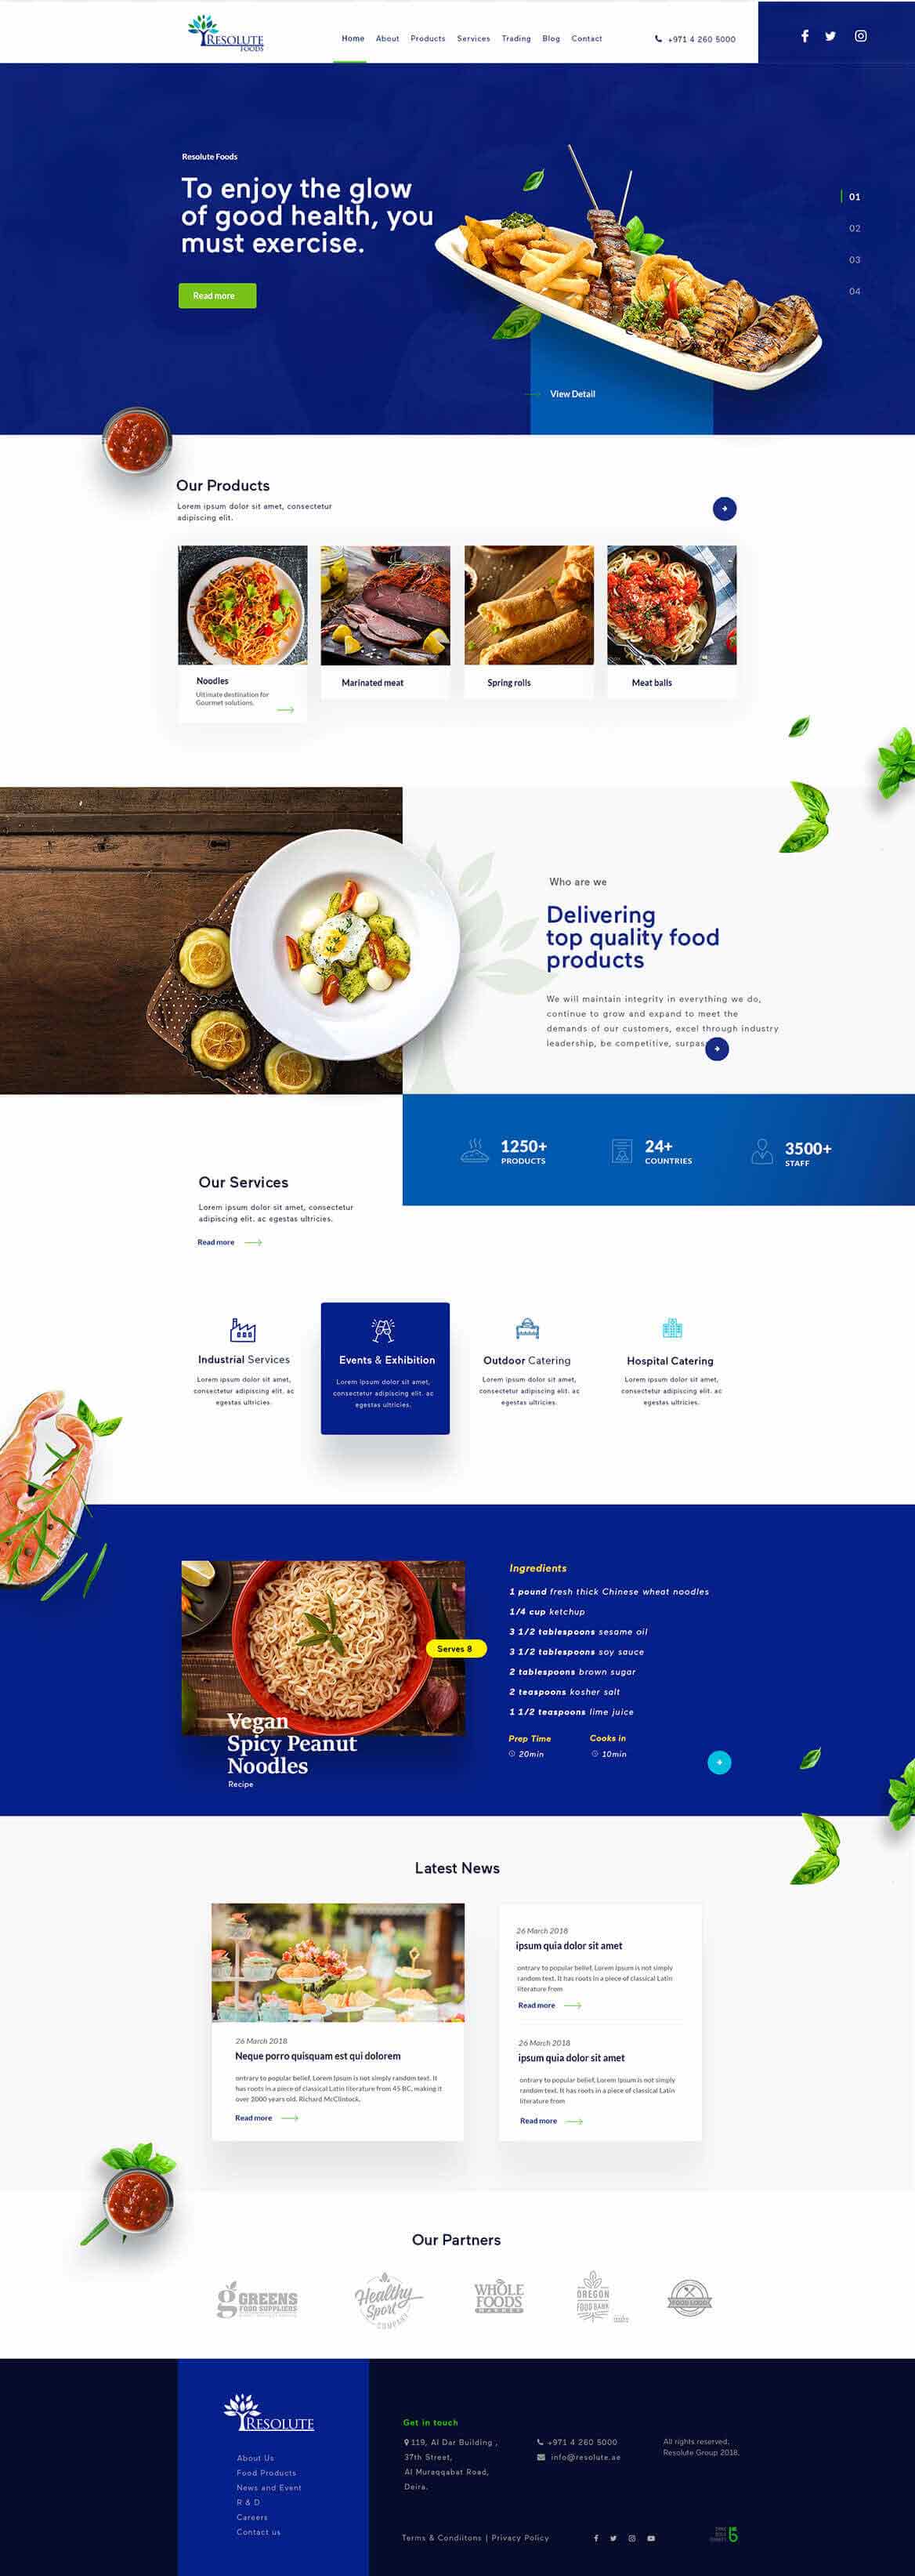 RESOLUTE
FOODS
Home About Products Services Trading Blog Contact
+971 4 260 5000
Resolute Foods
To enjoy the glow
of good health, you
must exercise.
Read more
01
02
03
04
View Detail
Our Products
Lorem ipsum dolor sit amet, consectetur
adipiscing elit.
Noodles
Ultimate destination for
Gourmet solutions.
Marinated meat
Spring rolls
Meat balls
Who are we
Delivering
top quality food
products
We will maintain integrity in everything we do,
continue to grow and expand to meet the
demands of our customers, excel through industry
leadership, be competitive, surpas
1250+
PRODUCTS
24+
COUNTRIES
3500+
STAFF
Our Services
Lorem ipsum dolor sit amet, consectetur
adipiscing elit. ac egestas ultricies.
Read more
Industrial Services
Lorem ipsum dolor sit amet,
consectetur adipiscing elit. ac
egestas ultricies.
Events & Exhibition
Lorem ipsum dolor sit amet,
consectetur adipiscing elit. ac
egestas ultricies.
Outdoor Catering
Lorem ipsum dolor sit amet,
consectetur adipiscing elit. ac
egestas ultricies.
Hospital Catering
Lorem ipsum dolor sit amet,
consectetur adipiscing elit. ac
egestas ultricies.
Serves 8
Vegan
Spicy Peanut
Noodles
Recipe
Ingredients
1 pound fresh thick Chinese wheat noodles
1/4 cup ketchup
3 1/2 tablespoons sesame oil
3 1/2 tablespoons soy sauce
2 tablespoons brown sugar
2 teaspoons kosher salt
1 1/2 teaspoons lime juice
Prep Time
20min
Cooks in
10min
Latest News
26 March 2018
Neque porro quisquam est qui dolorem
ontrary to popular belief, Lorem Ipsum is not simply random text. It
has roots in a piece of classical Latin literature from 45 BC, making it
over 2000 years old. Richard McClintock,
Read more
26 March 2018
ipsum quia dolor sit amet
ontrary to popular belief, Lorem Ipsum is not simply
random text. It has roots in a piece of classical Latin
literature from
Read more
26 March 2018
ipsum quia dolor sit amet
ontrary to popular belief, Lorem Ipsum is not simply
random text. It has roots in a piece of classical Latin
literature from
Read more
Our Partners
GREENS
FOOD SUPPLIERS
Healthy
Sport
COMPANY
WHOLE
FOODS
MARKET
OREGON
FOOD BANK
FOOD LOGO
RESOLUTE
About Us
Food Products
News and Event
R & D
Careers
Contact us
Get in touch
119, Al Dar Building ,
37th Street,
Al Muraqqabat Road,
Deira.
+971 4 260 5000
info@resolute.ae
All rights reserved.
Resolute Group 2018.
Terms & Condiitons | Privacy Policy